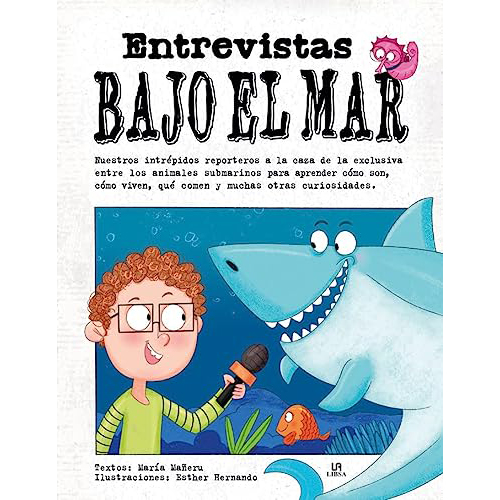 Entrevistas
BAJO EL MAR
Nuestros intrépidos reporteros a la caza de la exclusiva
entre los animales submarinos para aprender cómo son,
cómo viven, qué comen y muchas otras curiosidades.
Textos: María Mañeru
Ilustraciones: Esther Hernando
LIBSA